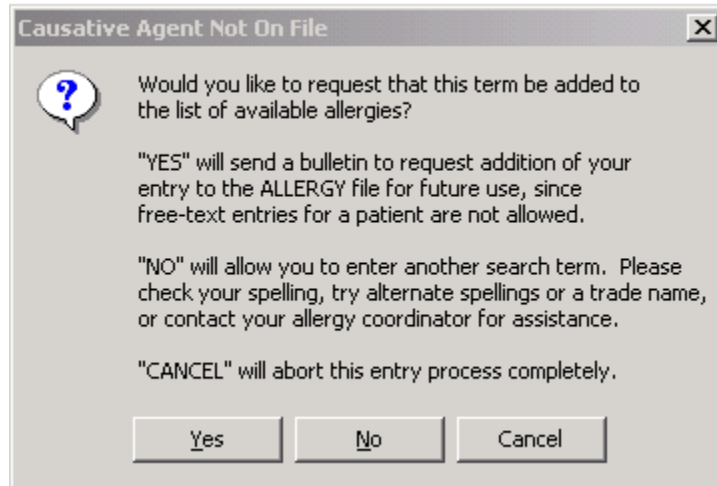 Causative Agent Not On File
Would you like to request that this term be added to
the list of available allergies?
"YES" will send a bulletin to request addition of your
entry to the ALLERGY file for future use, since
free-text entries for a patient are not allowed.
"NO" will allow you to enter another search term.  Please
check your spelling, try alternate spellings or a trade name,
or contact your allergy coordinator for assistance.
"CANCEL" will abort this entry process completely.
Yes No Cancel